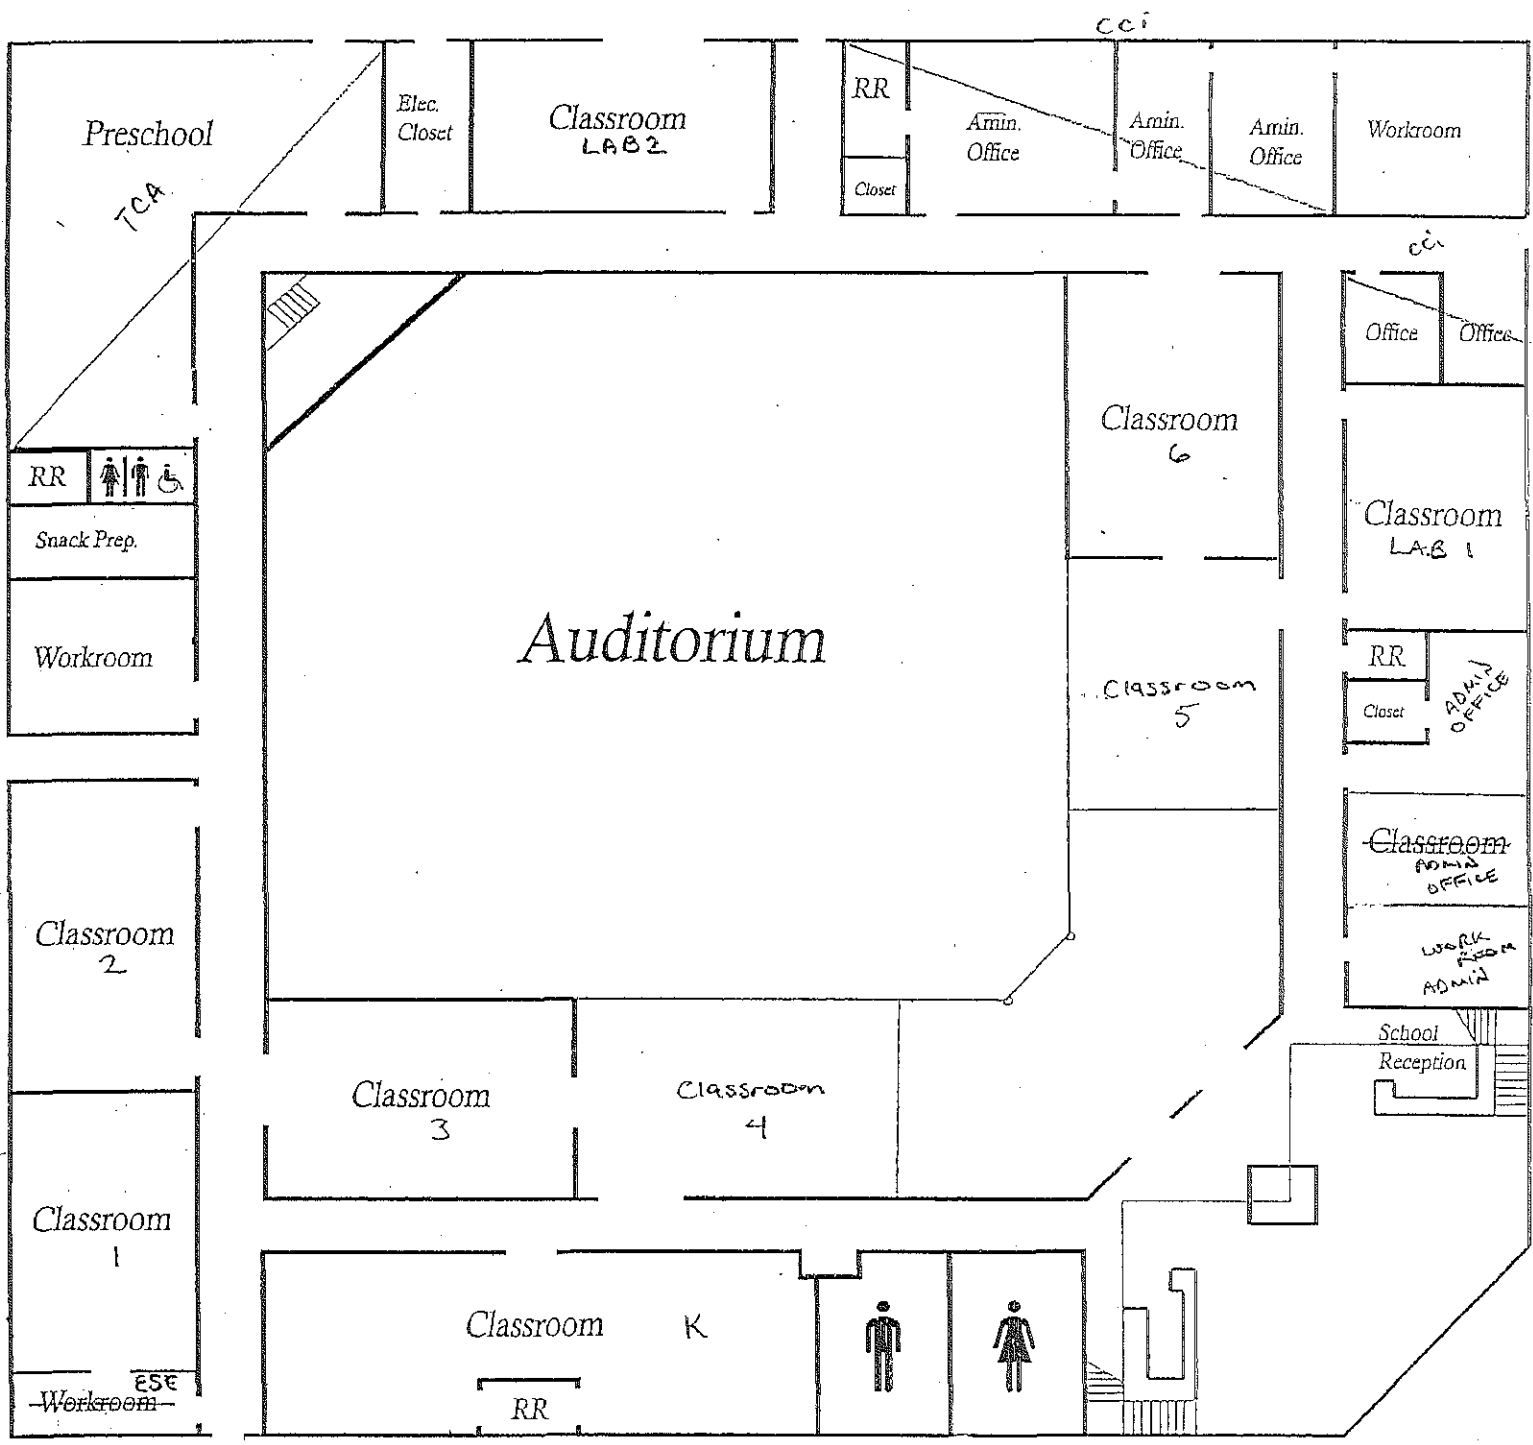 cci
Preschool
TCA
Elec.
Closet
Classroom
LAB 2
RR
Closet
Amin.
Office
Amin.
Office
Amin.
Office
Workroom
cci
Office
Office
Classroom
6
Classroom
LAB 1
RR
Snack Prep.
Workroom
Auditorium
Classroom
5
RR
Closet
ADMIN
OFFICE
Classroom
ADMIN
OFFICE
WORK
ROOM
ADMIN
Classroom
2
School
Reception
Classroom
3
Classroom
4
Classroom
1
ESE
Workroom
Classroom K
RR